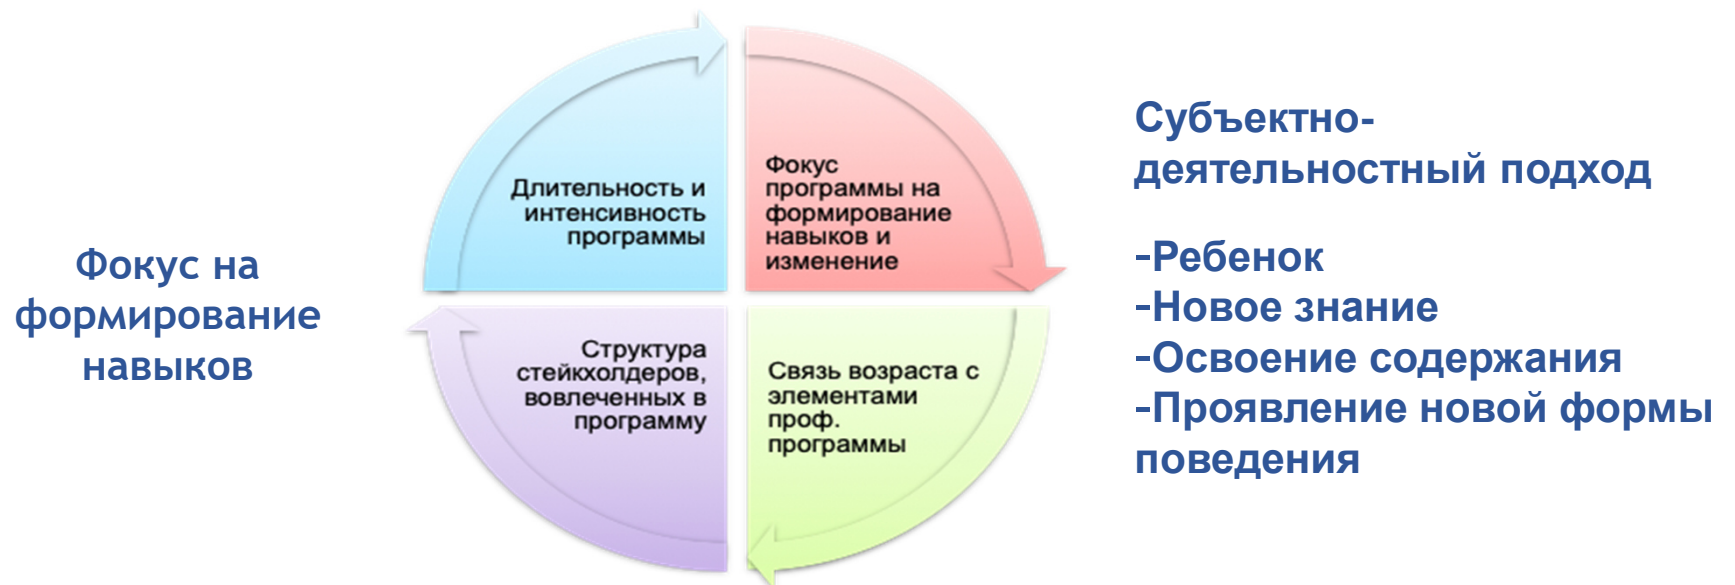 Фокус на
формирование
навыков
Длительность и
интенсивность
программы
Фокус
программы на
формирование
навыков и
изменение
Структура
стейкхолдеров,
вовлеченных в
программу
Связь возраста с
элементами
проф.
программы
Субъектно-
деятельностный подход
-Ребенок
-Новое знание
-Освоение содержания
-Проявление новой формы
поведения